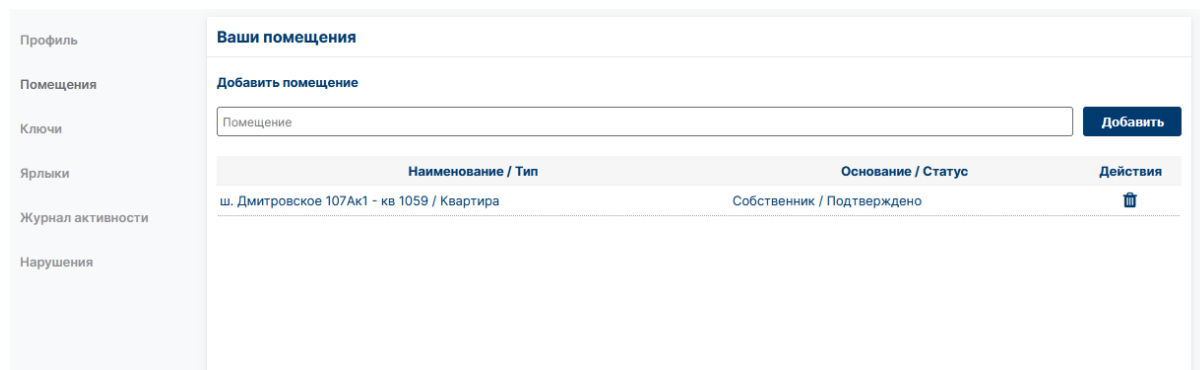 Профиль
Помещения
Ключи
Ярлыки
Журнал активности
Нарушения
Ваши помещения
Добавить помещение
Помещение
Добавить
Наименование / Тип Основание / Статус Действия
ш. Дмитровское 107Ак1 - кв 1059 / Квартира Собственник / Подтверждено